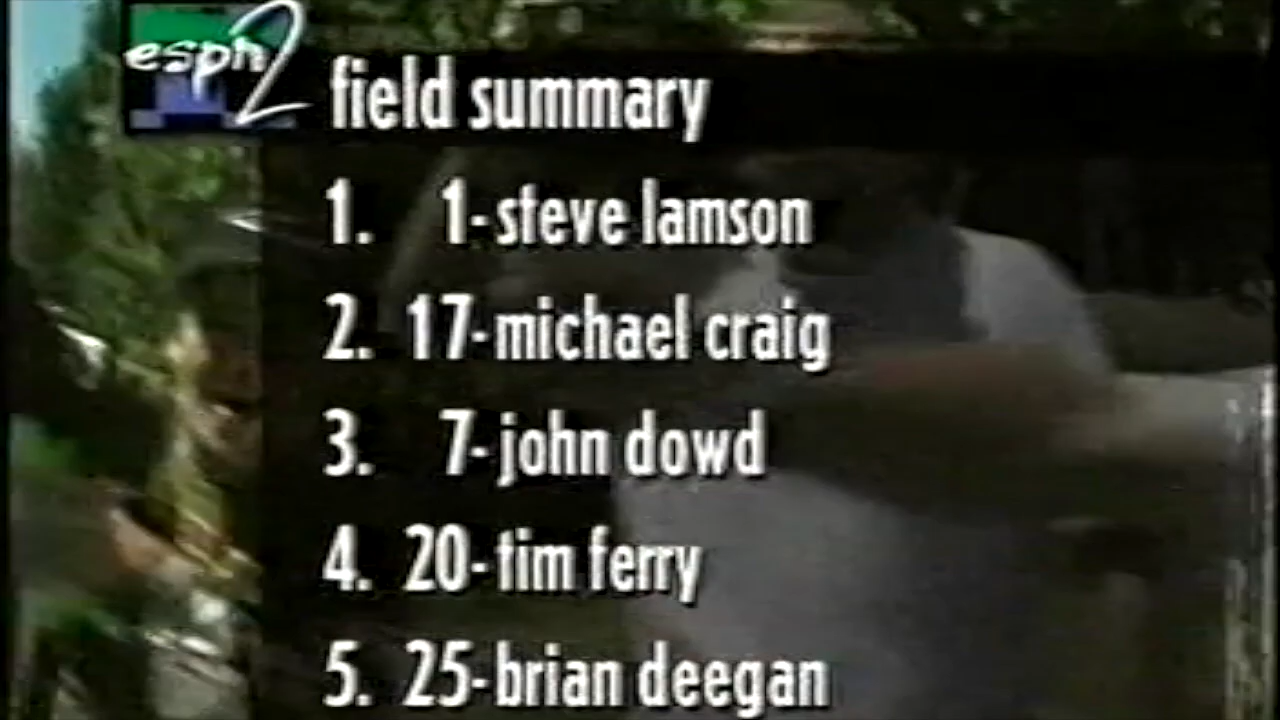 espn2
field summary
1. 1-steve lamson
2. 17-michael craig
3. 7-john dowd
4. 20-tim ferry
5. 25-brian deegan